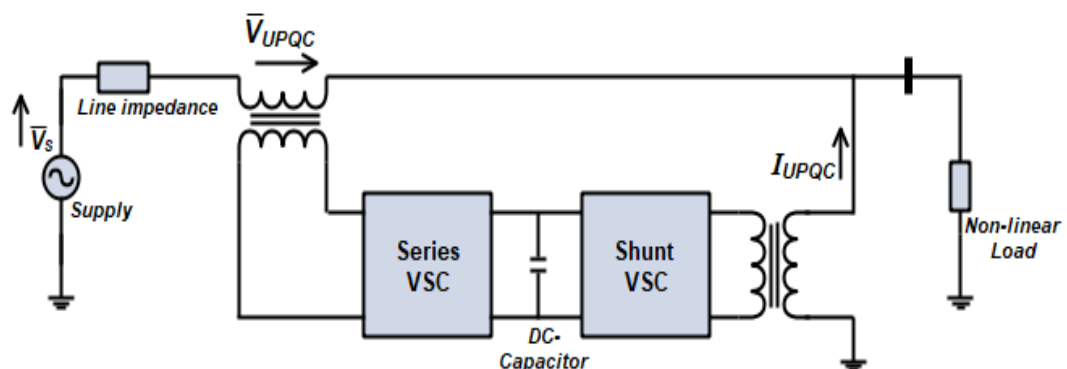 V̅UPQC
Line impedance
V̅s
Supply
IUPQC
Series
VSC
Shunt
VSC
DC-
Capacitor
Non-linear
Load